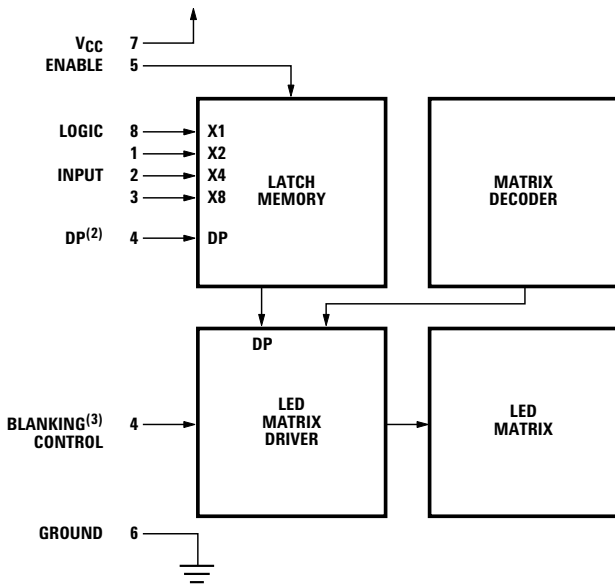 VCC 7
ENABLE 5
LOGIC 8 X1
1 X2
INPUT 2 X4
3 X8
DP(2) 4 DP
LATCH
MEMORY
MATRIX
DECODER
DP
BLANKING(3) 4
CONTROL
LED
MATRIX
DRIVER
LED
MATRIX
GROUND 6